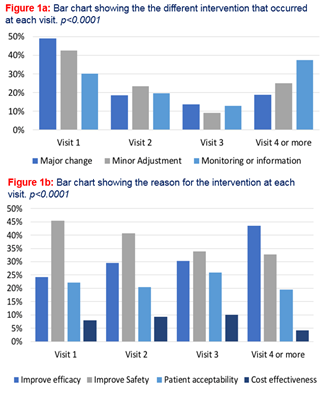 Figure 1a: Bar chart showing the the different intervention that occurred
at each visit. p<0.0001
60%
50%
40%
30%
20%
10%
0%
Visit 1 Visit 2 Visit 3 Visit 4 or more
Major change Minor Adjustment Monitoring or information
Figure 1b: Bar chart showing the reason for the intervention at each
visit. p<0.0001
50%
45%
40%
35%
30%
25%
20%
15%
10%
5%
0%
Visit 1 Visit 2 Visit 3 Visit 4 or more
Improve efficacy Improve Safety Patient acceptability Cost effectiveness